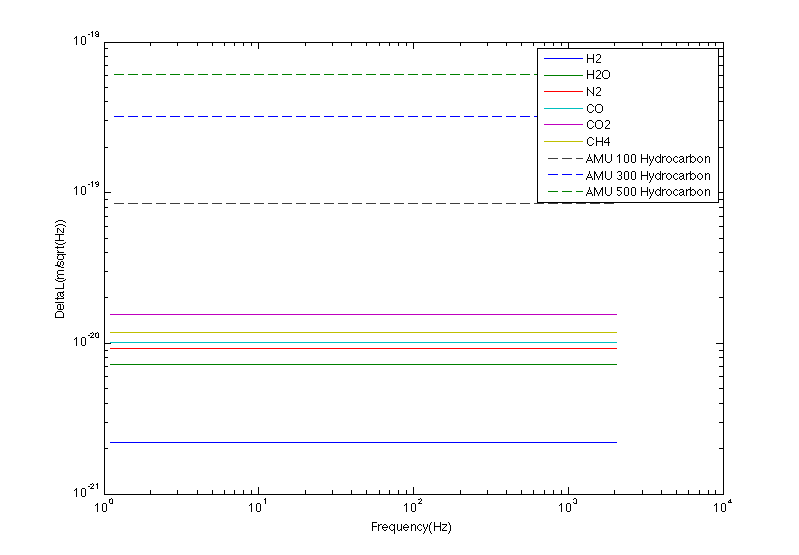 10^-18
10^-19
10^-20
10^-21
DeltaL(m/sqrt(Hz))
H2
H2O
N2
CO
CO2
CH4
AMU 100 Hydrocarbon
AMU 300 Hydrocarbon
AMU 500 Hydrocarbon
10^0 10^1 10^2 10^3 10^4
Frequency(Hz)